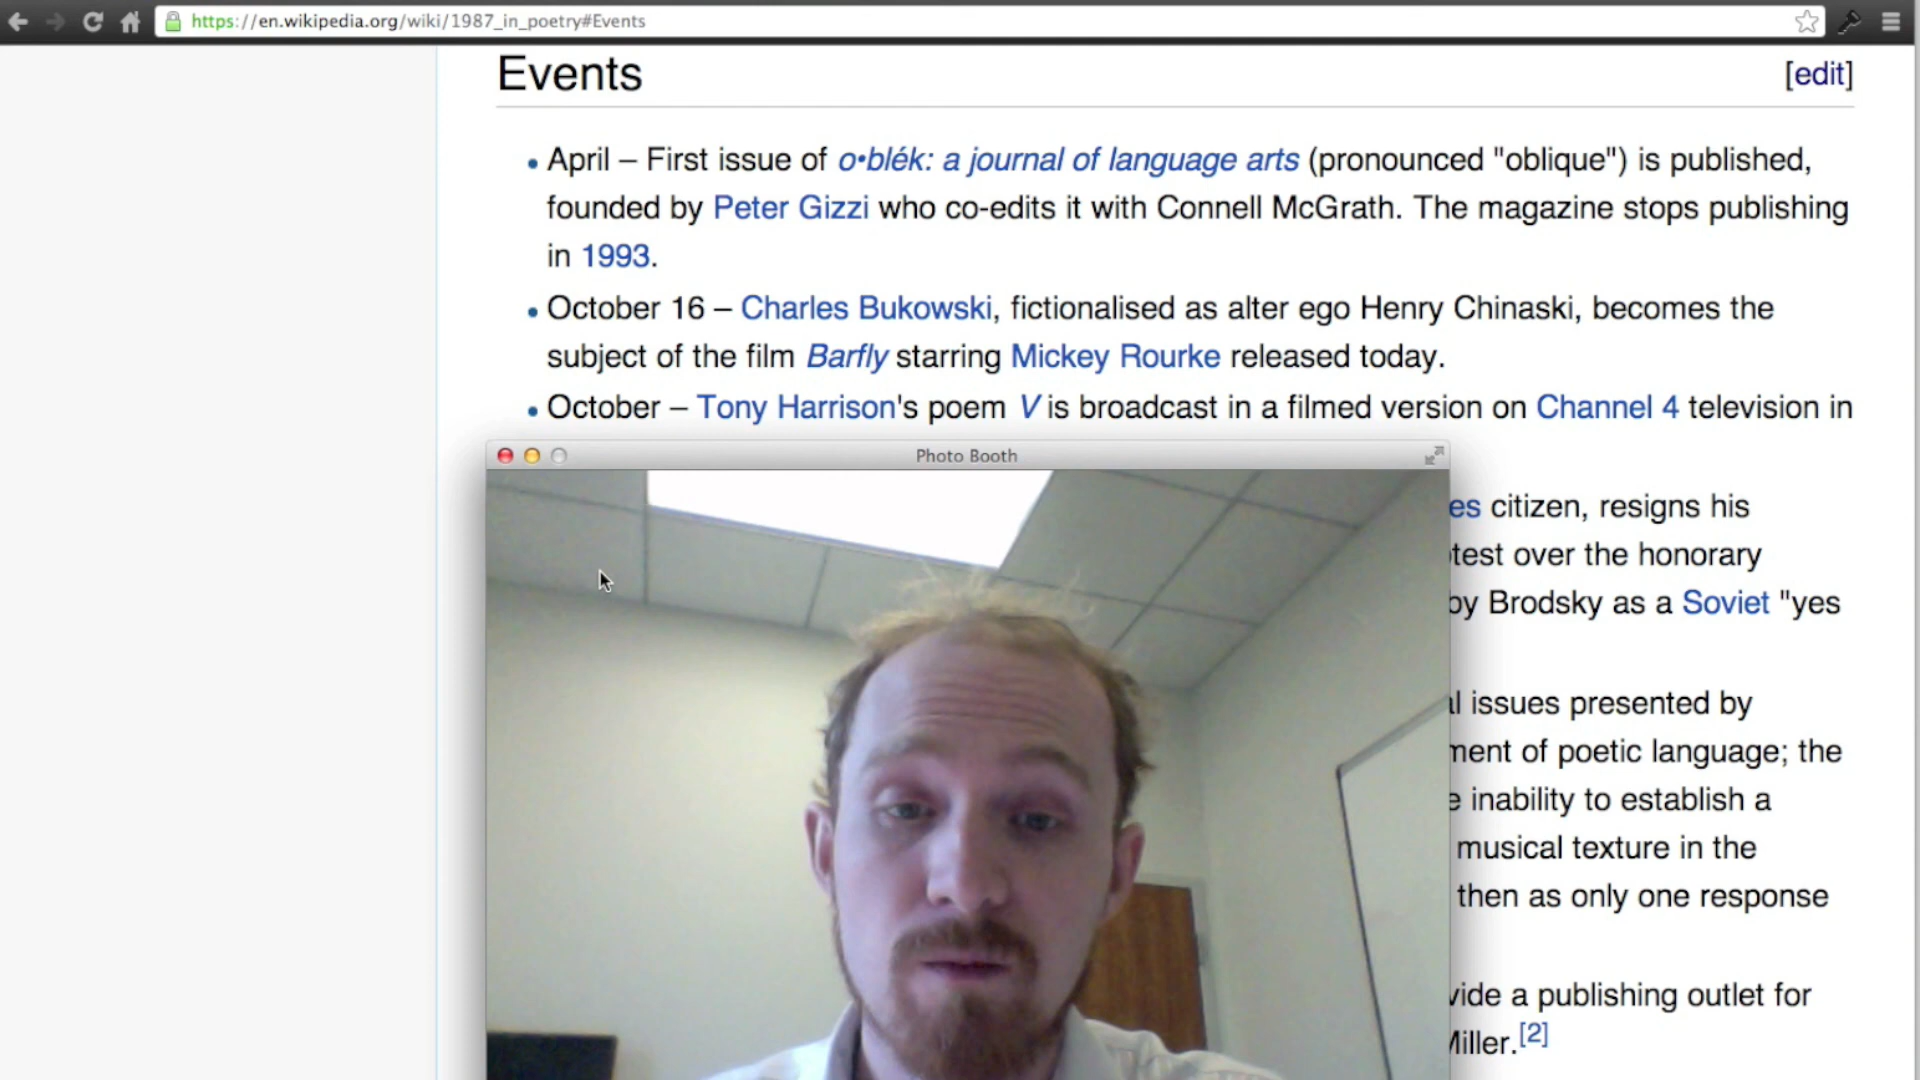 https://en.wikipedia.org/wiki/1987_in_poetry#Events
Events
[edit]
April – First issue of o•blék: a journal of language arts (pronounced "oblique") is published,
founded by Peter Gizzi who co-edits it with Connell McGrath. The magazine stops publishing
in 1993.
October 16 – Charles Bukowski, fictionalised as alter ego Henry Chinaski, becomes the
subject of the film Barfly starring Mickey Rourke released today.
October – Tony Harrison's poem V is broadcast in a filmed version on Channel 4 television in
Photo Booth
citizen, resigns his
over the honorary
by Brodsky as a Soviet "yes
issues presented by
of poetic language; the
inability to establish a
musical texture in the
then as only one response
a publishing outlet for
[2]